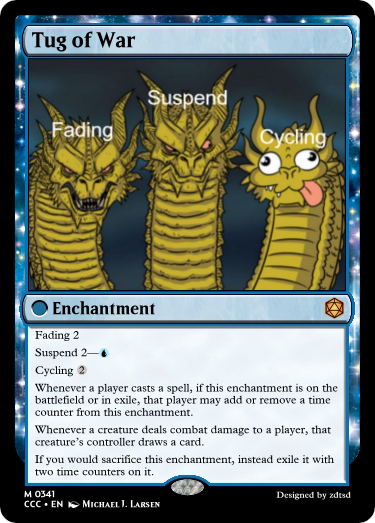 Tug of War
Suspend
Fading
Cycling
Enchantment
Fading 2
Suspend 2—
Cycling 2
Whenever a player casts a spell, if this enchantment is on the
battlefield or in exile, that player may add or remove a time
counter from this enchantment.
Whenever a creature deals combat damage to a player, that
creature's controller draws a card.
If you would sacrifice this enchantment, instead exile it with
two time counters on it.
M 0341
CCC • EN Michael J. Larsen
Designed by zdtsd